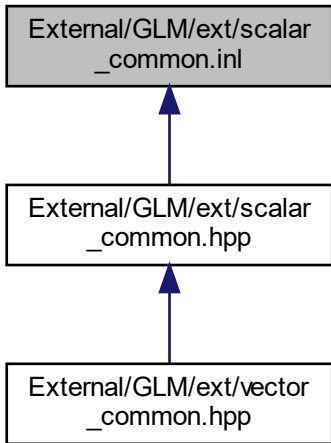 External/GLM/ext/scalar
_common.inl
External/GLM/ext/scalar
_common.hpp
External/GLM/ext/vector
_common.hpp